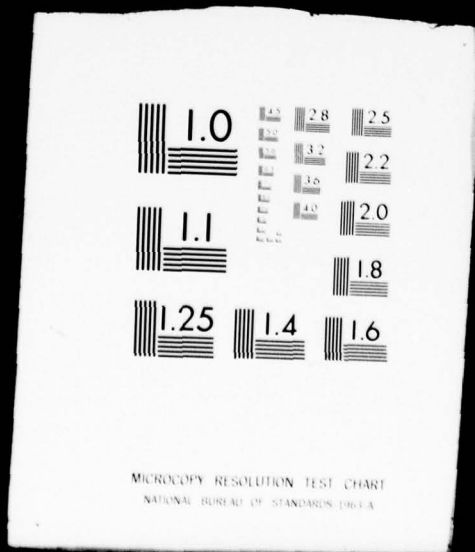 1.0
4.5 2.8 2.5
5.0 3.2 2.2
3.6
4.0 2.0
1.1
1.8
1.25 1.4 1.6
MICROCOPY RESOLUTION TEST CHART
NATIONAL BUREAU OF STANDARDS-1963-A